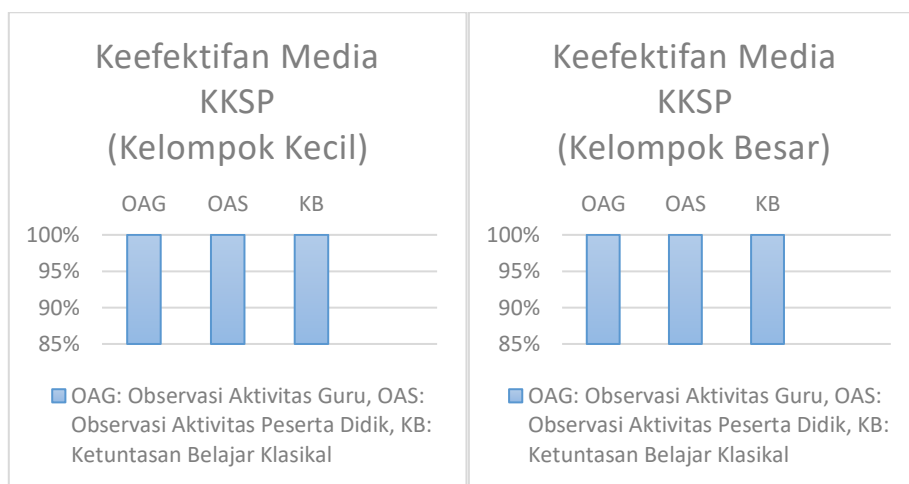 Keefektifan Media
KKSP
(Kelompok Kecil)
OAG OAS KB
100%
95%
90%
85%
OAG: Observasi Aktivitas Guru, OAS:
Observasi Aktivitas Peserta Didik, KB:
Ketuntasan Belajar Klasikal
Keefektifan Media
KKSP
(Kelompok Besar)
OAG OAS KB
100%
95%
90%
85%
OAG: Observasi Aktivitas Guru, OAS:
Observasi Aktivitas Peserta Didik, KB:
Ketuntasan Belajar Klasikal